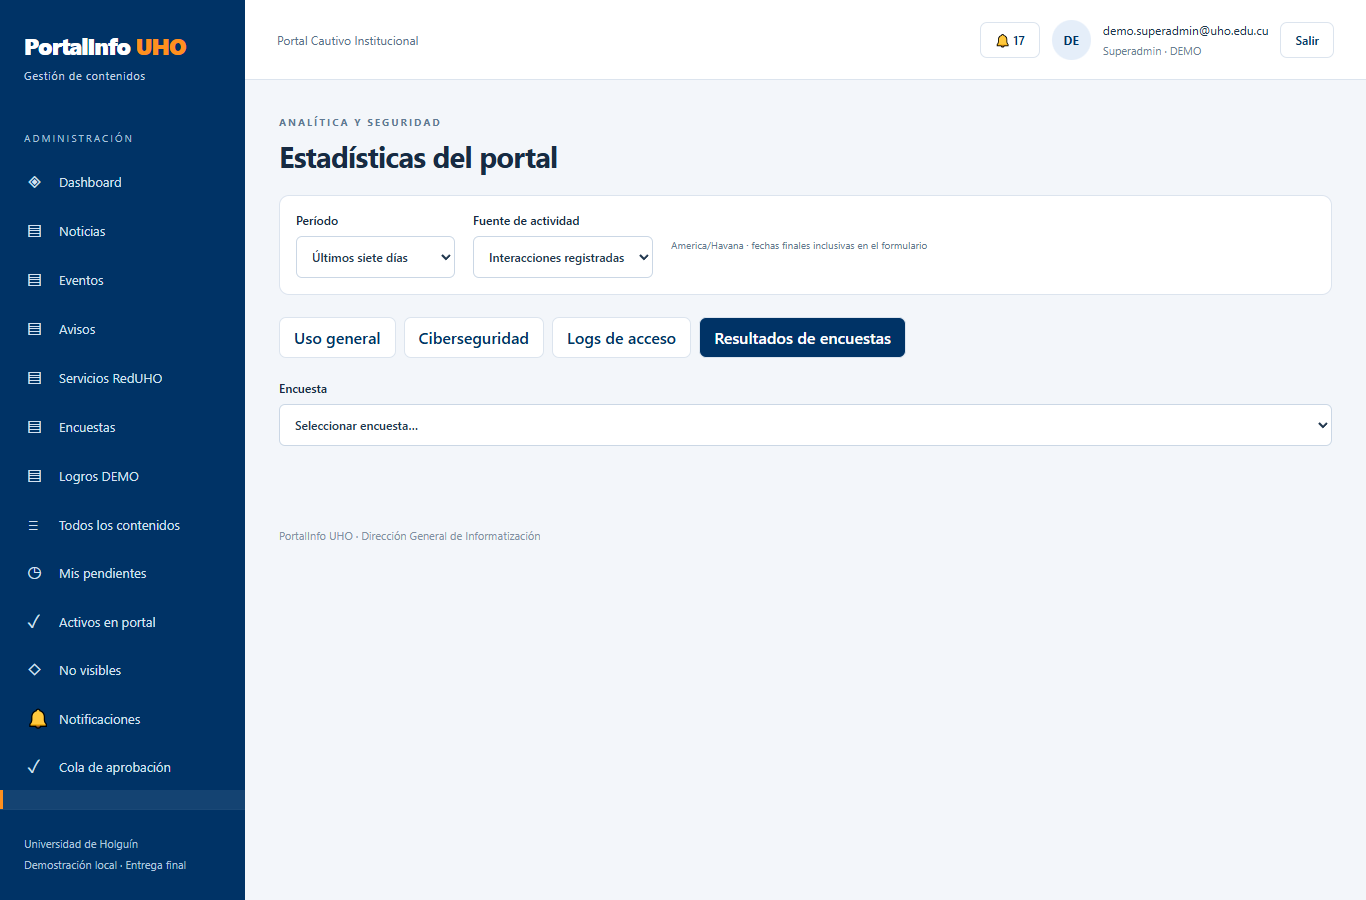 PortalInfo UHO
Gestión de contenidos
ADMINISTRACIÓN
Dashboard
Noticias
Eventos
Avisos
Servicios RedUHO
Encuestas
Logros DEMO
Todos los contenidos
Mis pendientes
Activos en portal
No visibles
Notificaciones
Cola de aprobación
Universidad de Holguín
Demostración local · Entrega final
Portal Cautivo Institucional
17
DE
demo.superadmin@uho.edu.cu
Superadmin · DEMO
Salir
ANALÍTICA Y SEGURIDAD
Estadísticas del portal
Período
Últimos siete días
Fuente de actividad
Interacciones registradas
America/Havana · fechas finales inclusivas en el formulario
Uso general
Ciberseguridad
Logs de acceso
Resultados de encuestas
Encuesta
Seleccionar encuesta...
PortalInfo UHO · Dirección General de Informatización